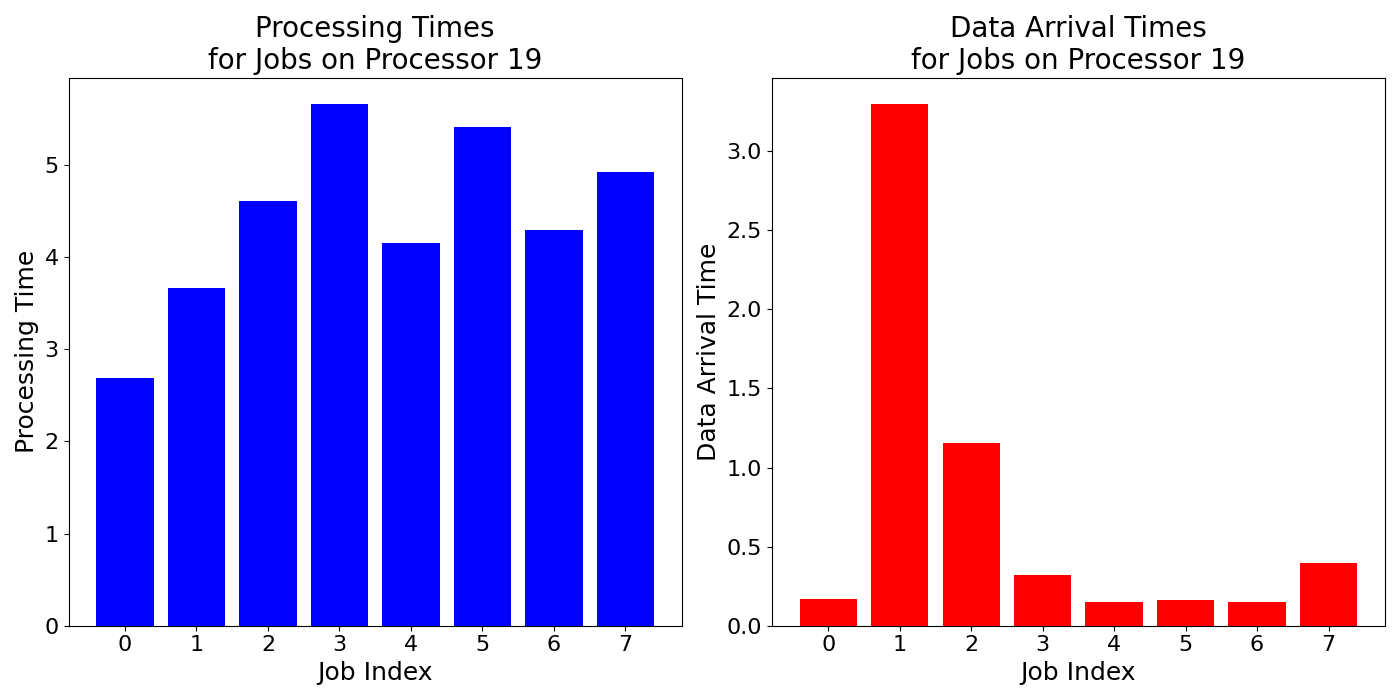 Processing Times
for Jobs on Processor 19
Processing Time
5
4
3
2
1
0
0 1 2 3 4 5 6 7
Job Index
Data Arrival Times
for Jobs on Processor 19
Data Arrival Time
3.0
2.5
2.0
1.5
1.0
0.5
0.0
0 1 2 3 4 5 6 7
Job Index